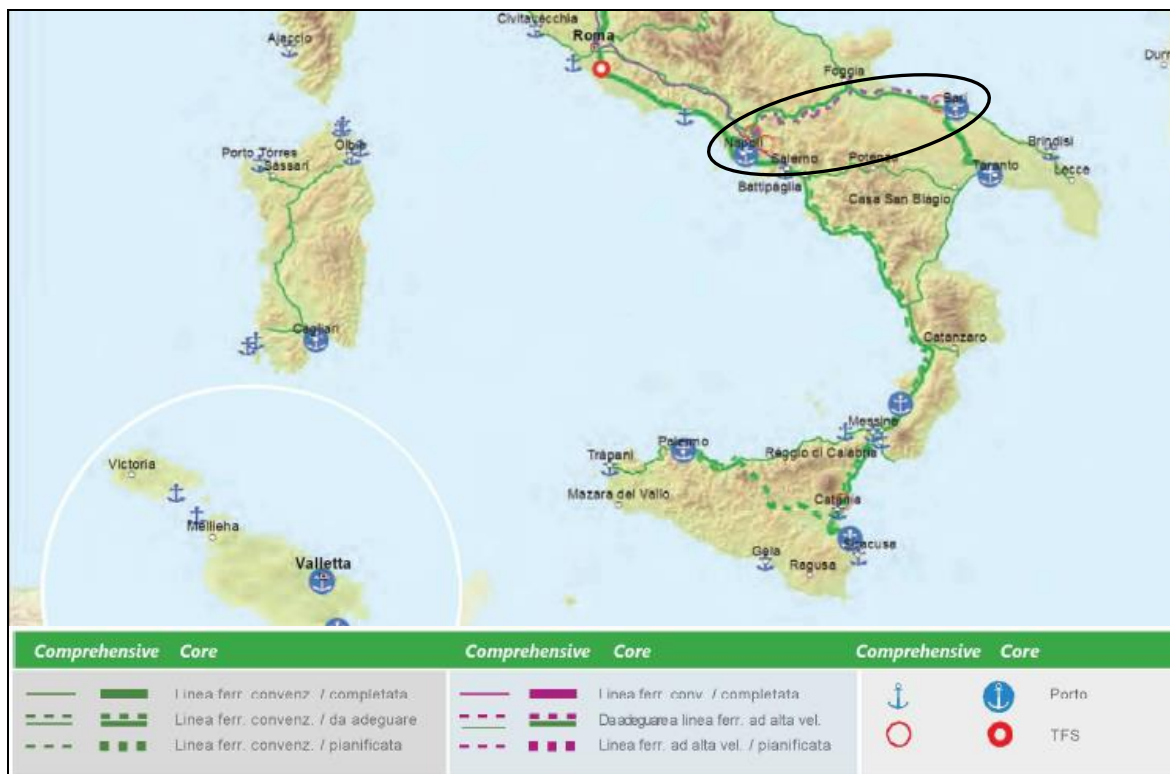 Civitavecchia
Ajaccio
Roma
Foggia
Durr
Bari
Olbia
Porto Torres
Sassari
Napoli
Salerno
Potenza
Brindisi
Battipaglia
Taranto
Lecce
Casa San Biagio
Cagliari
Catanzaro
Messina
Palermo
Trapani
Reggio di Calabria
Victoria
Mazara del Vallo
Catania
Mellieha
Siracusa
Gela
Valletta
Ragusa
Comprehensive Core Comprehensive Core Comprehensive Core
Linea ferr. convenz. / completata Linea ferr. conv. / completata Porto
Linea ferr. convenz. / da adeguare Da adeguare a linea ferr. ad alta vel. TFS
Linea ferr. convenz. / pianificata Linea ferr. ad alta vel. / pianificata